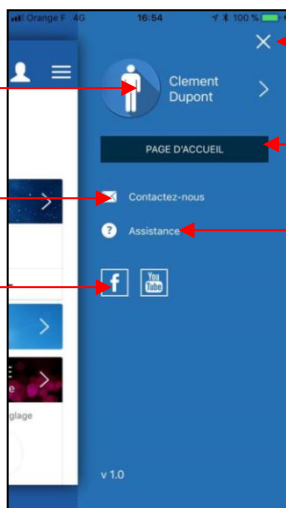 Orange F 4G 16:54 100 %
Clement
Dupont
PAGE D'ACCUEIL
Contactez-nous
? Assistance
f You Tube
E
e
glage
v 1.0